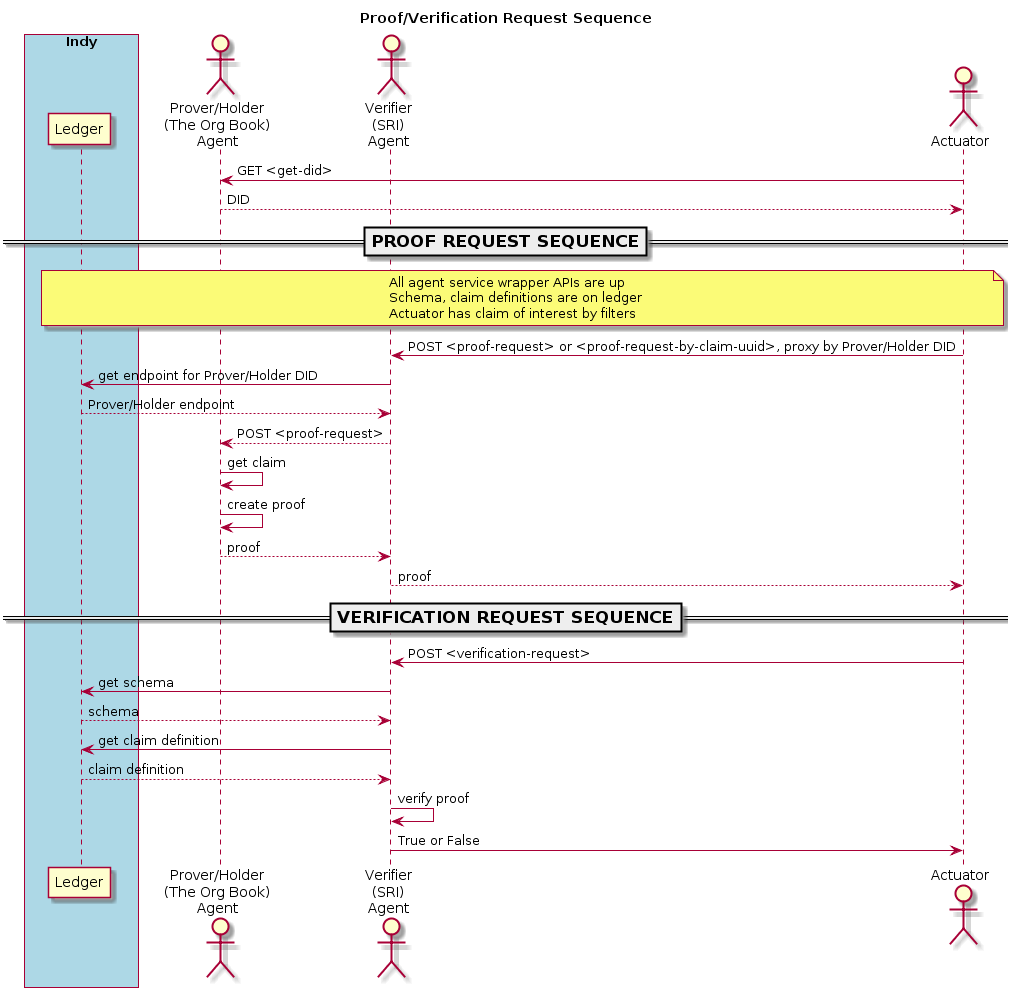 Proof/Verification Request Sequence
Indy
Ledger
Prover/Holder
(The Org Book)
Agent
Verifier
(SRI)
Agent
Actuator
GET <get-did>
DID
PROOF REQUEST SEQUENCE
All agent service wrapper APIs are up
Schema, claim definitions are on ledger
Actuator has claim of interest by filters
POST <proof-request> or <proof-request-by-claim-uuid>, proxy by Prover/Holder DID
get endpoint for Prover/Holder DID
Prover/Holder endpoint
POST <proof-request>
get claim
create proof
proof
proof
VERIFICATION REQUEST SEQUENCE
POST <verification-request>
get schema
schema
get claim definition
claim definition
verify proof
True or False
Ledger
Prover/Holder
(The Org Book)
Agent
Verifier
(SRI)
Agent
Actuator